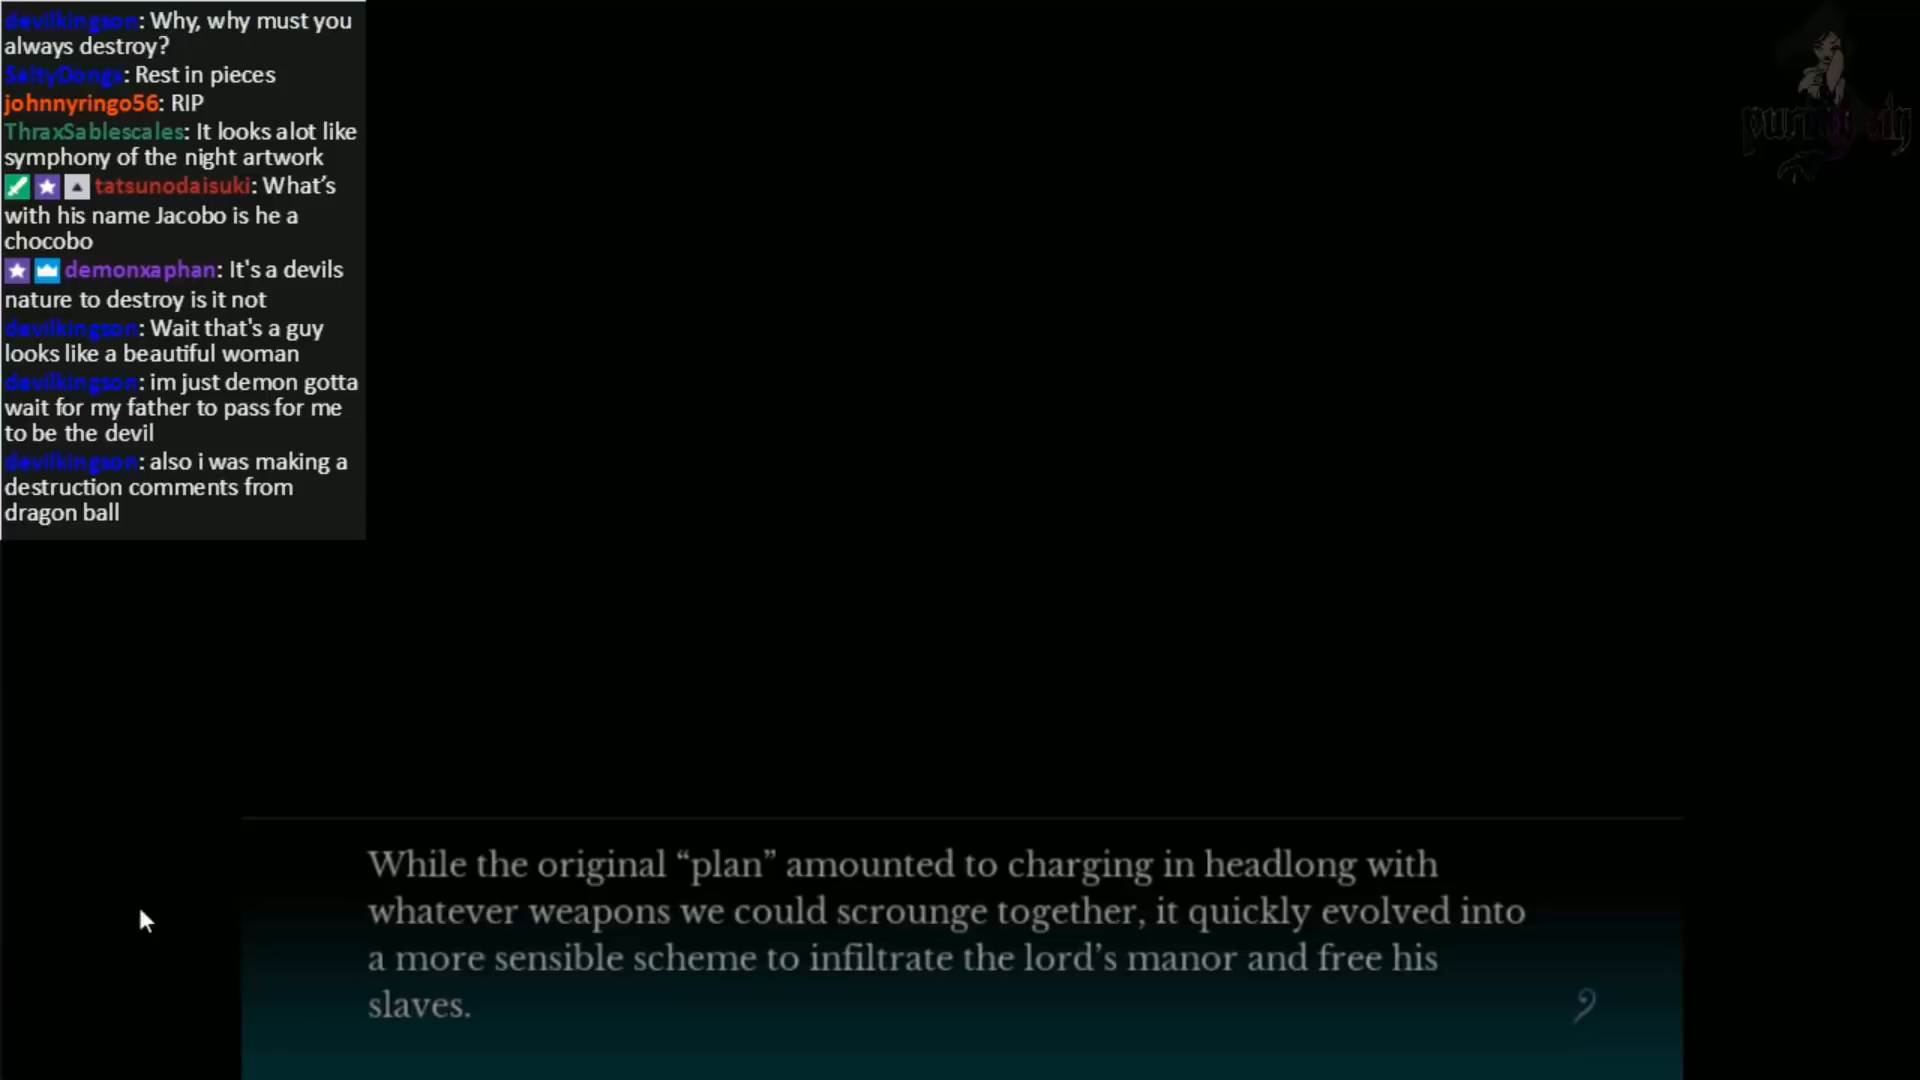 devilkingson: Why, why must you
always destroy?
SaltyDongs: Rest in pieces
johnnyringo56: RIP
ThraxSablescales: It looks alot like
symphony of the night artwork
tatsunodaisuki: What’s
with his name Jacobo is he a
chocobo
demonxaphan: It's a devils
nature to destroy is it not
devilkingson: Wait that's a guy
looks like a beautiful woman
devilkingson: im just demon gotta
wait for my father to pass for me
to be the devil
devilkingson: also i was making a
destruction comments from
dragon ball
While the original “plan” amounted to charging in headlong with
whatever weapons we could scrounge together, it quickly evolved into
a more sensible scheme to infiltrate the lord’s manor and free his
slaves.